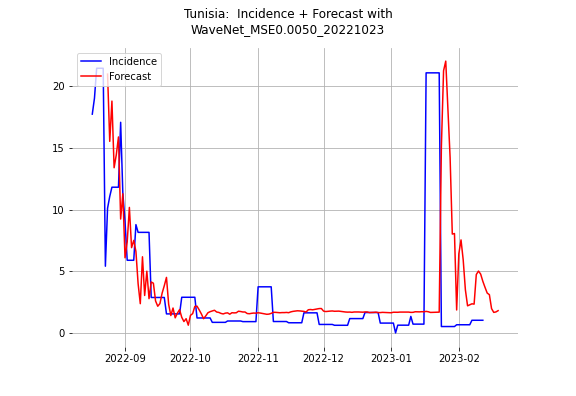 Tunisia:  Incidence + Forecast with
WaveNet_MSE0.0050_20221023
Incidence
Forecast
20
15
10
5
0
2022-09
2022-10
2022-11
2022-12
2023-01
2023-02